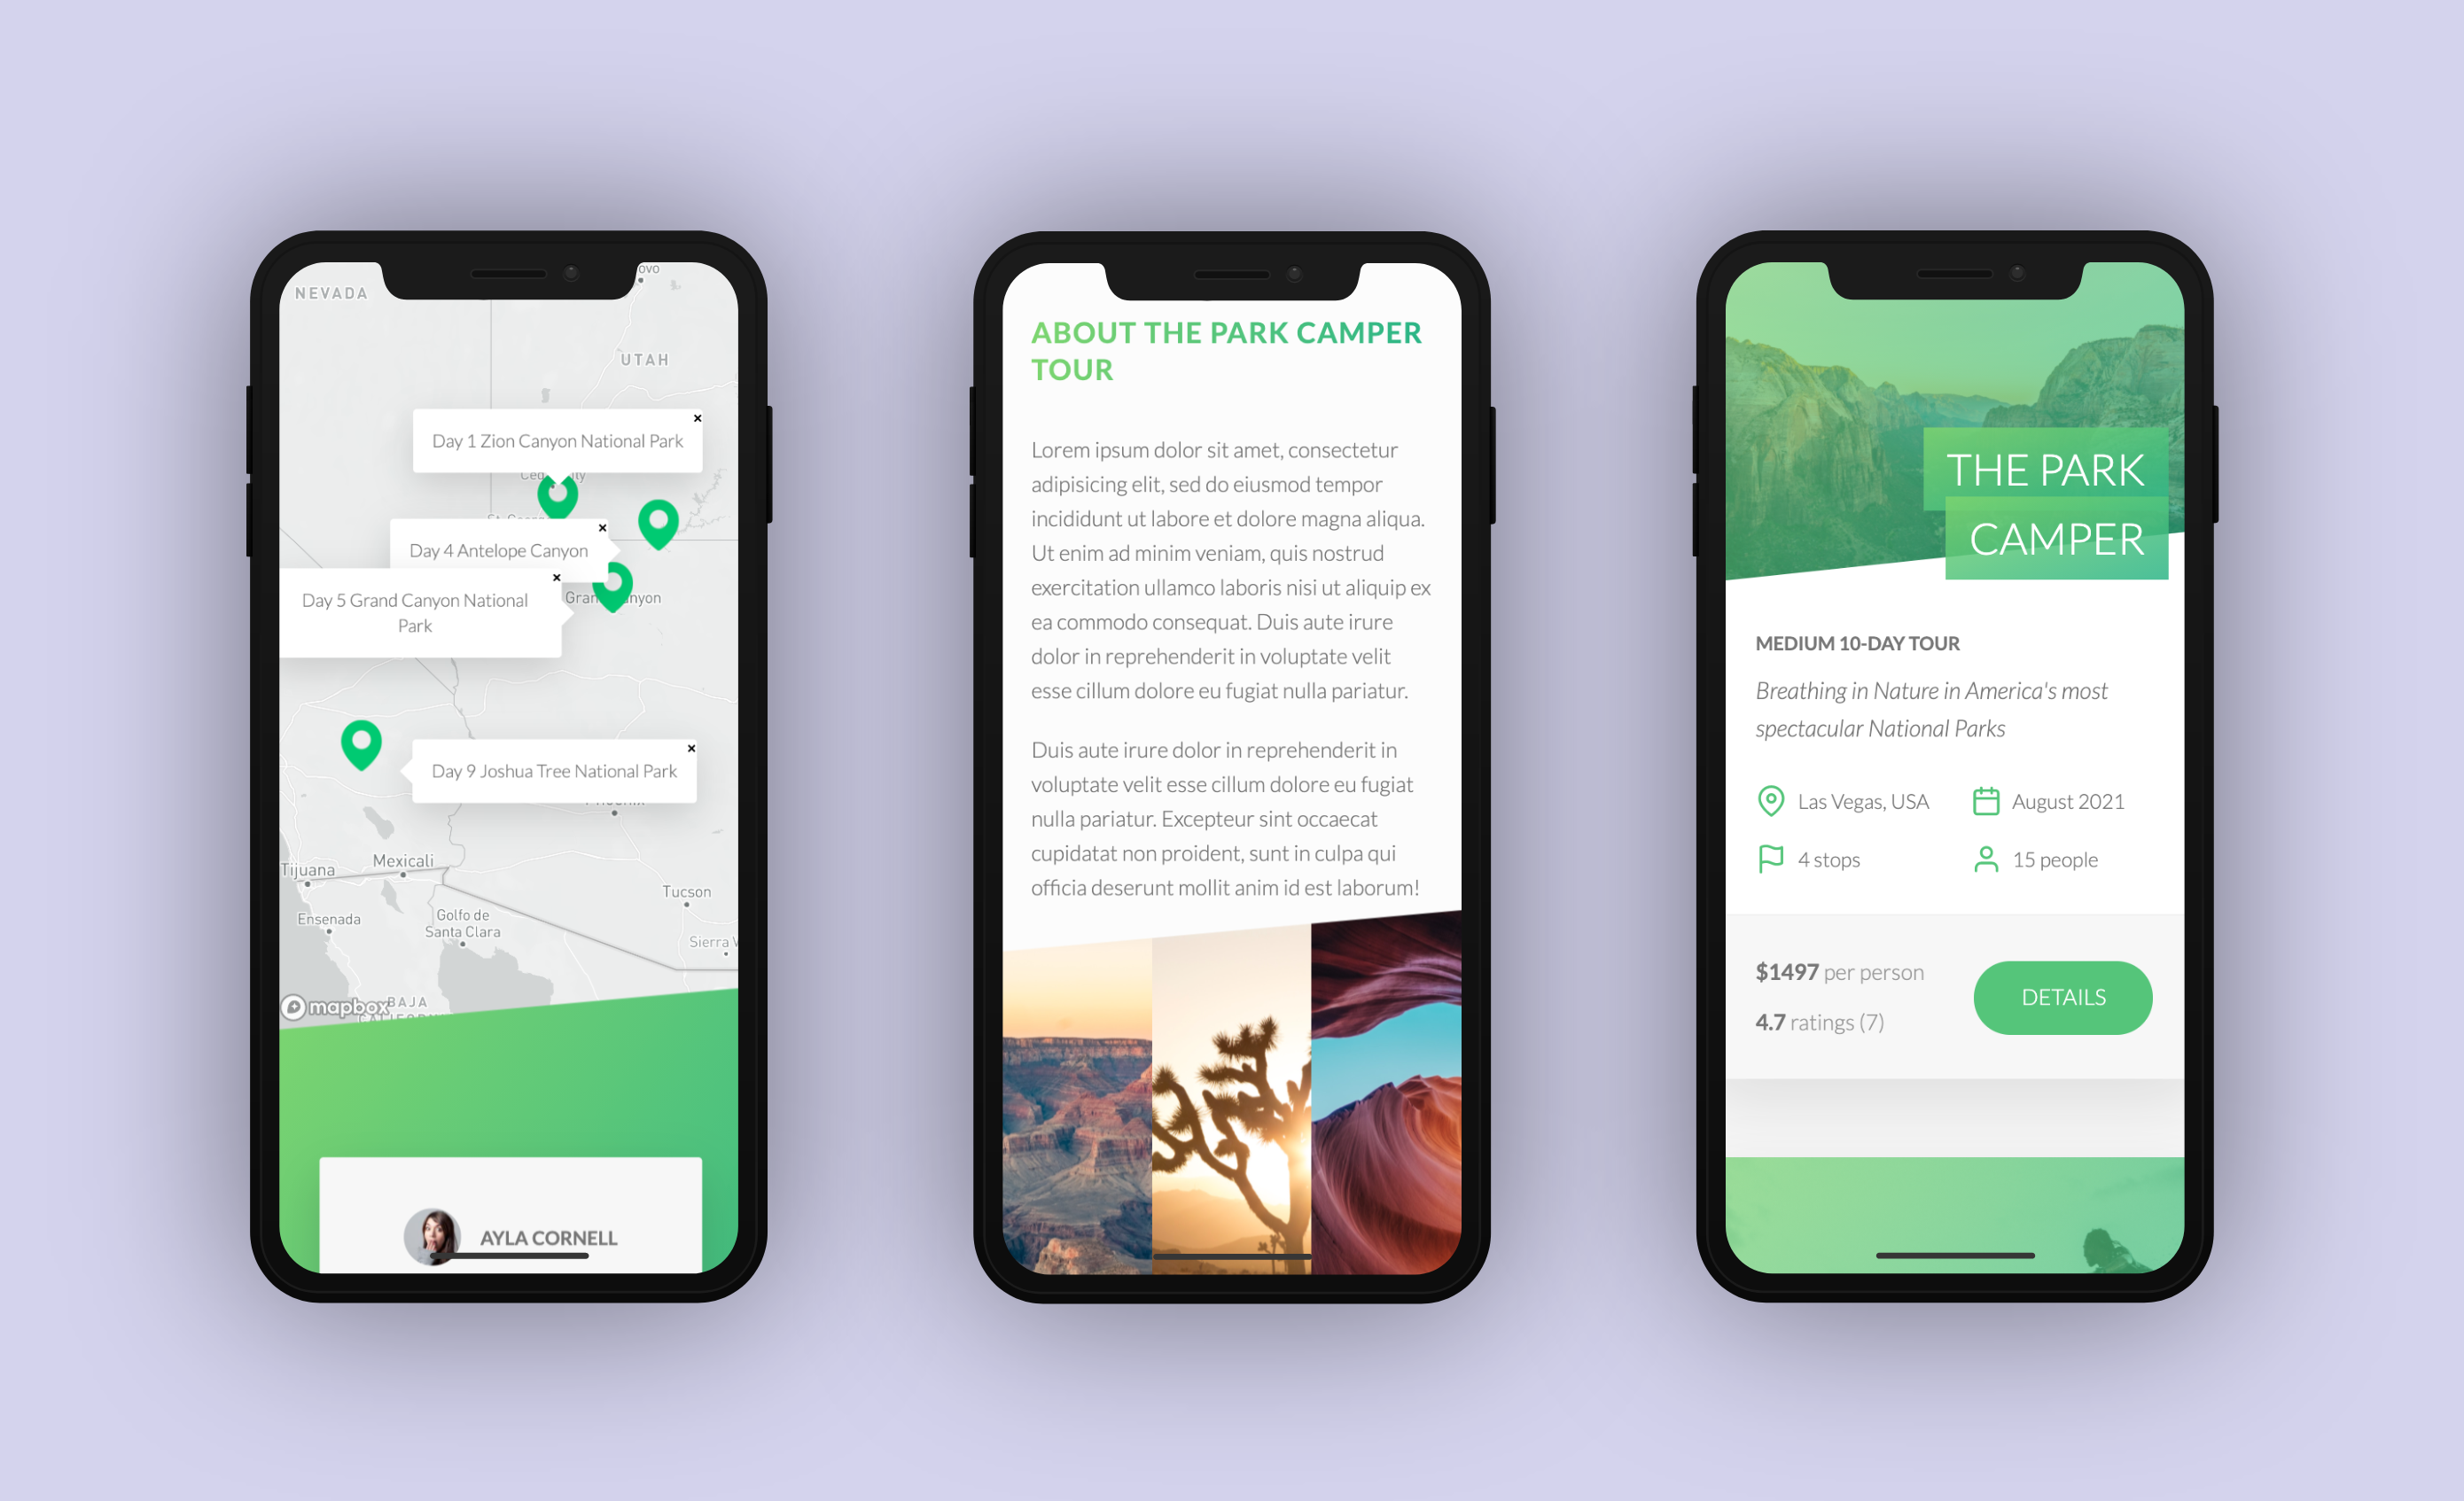 NEVADA
ovo
UTAH
Day 1 Zion Canyon National Park
Day 4 Antelope Canyon
Day 5 Grand Canyon National
Park
Day 9 Joshua Tree National Park
Tijuana
Mexicali
Tucson
Ensenada
Golfo de
Santa Clara
Sierra V
mapbox
BAJA
AYLA CORNELL
ABOUT THE PARK CAMPER
TOUR
Lorem ipsum dolor sit amet, consectetur
adipisicing elit, sed do eiusmod tempor
incididunt ut labore et dolore magna aliqua.
Ut enim ad minim veniam, quis nostrud
exercitation ullamco laboris nisi ut aliquip ex
ea commodo consequat. Duis aute irure
dolor in reprehenderit in voluptate velit
esse cillum dolore eu fugiat nulla pariatur.
Duis aute irure dolor in reprehenderit in
voluptate velit esse cillum dolore eu fugiat
nulla pariatur. Excepteur sint occaecat
cupidatat non proident, sunt in culpa qui
officia deserunt mollit anim id est laborum!
THE PARK
CAMPER
MEDIUM 10-DAY TOUR
Breathing in Nature in America's most
spectacular National Parks
Las Vegas, USA
August 2021
4 stops
15 people
$1497 per person
4.7 ratings (7)
DETAILS